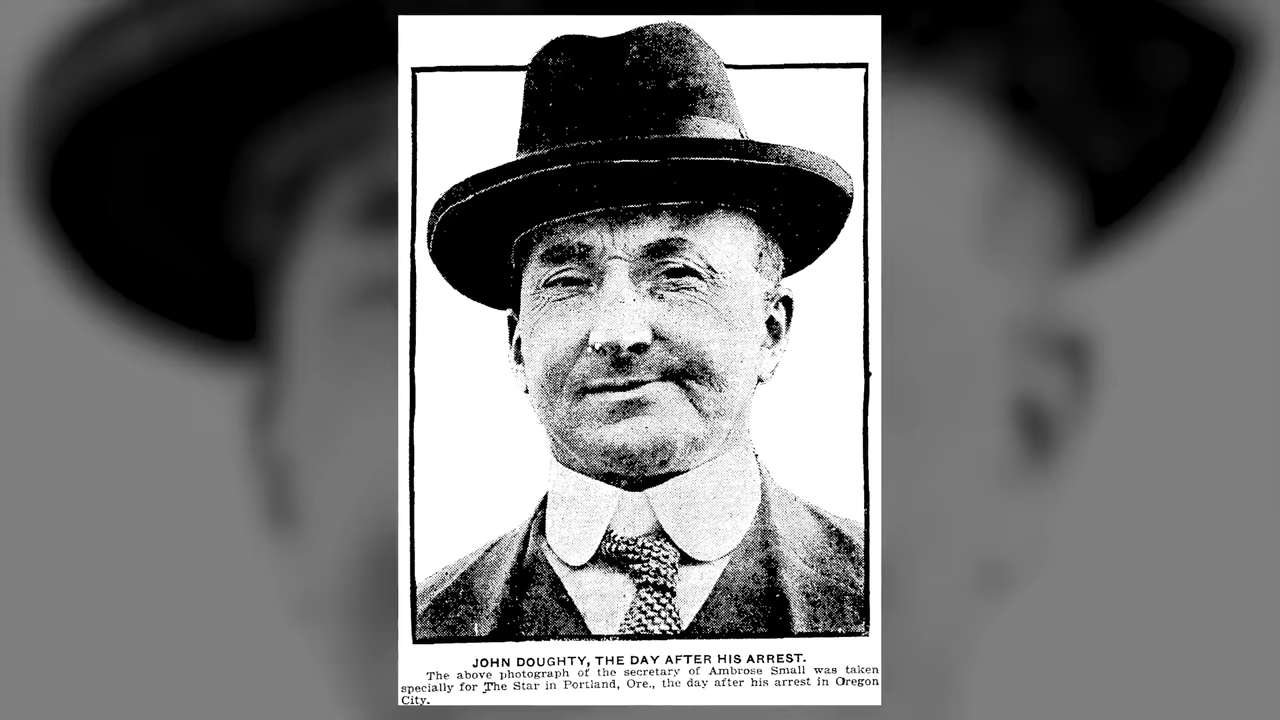 JOHN DOUGHTY, THE DAY AFTER HIS ARREST.
The above photograph of the secretary of Ambrose Small was taken
specially for The Star in Portland, Ore., the day after his arrest in Oregon
City.